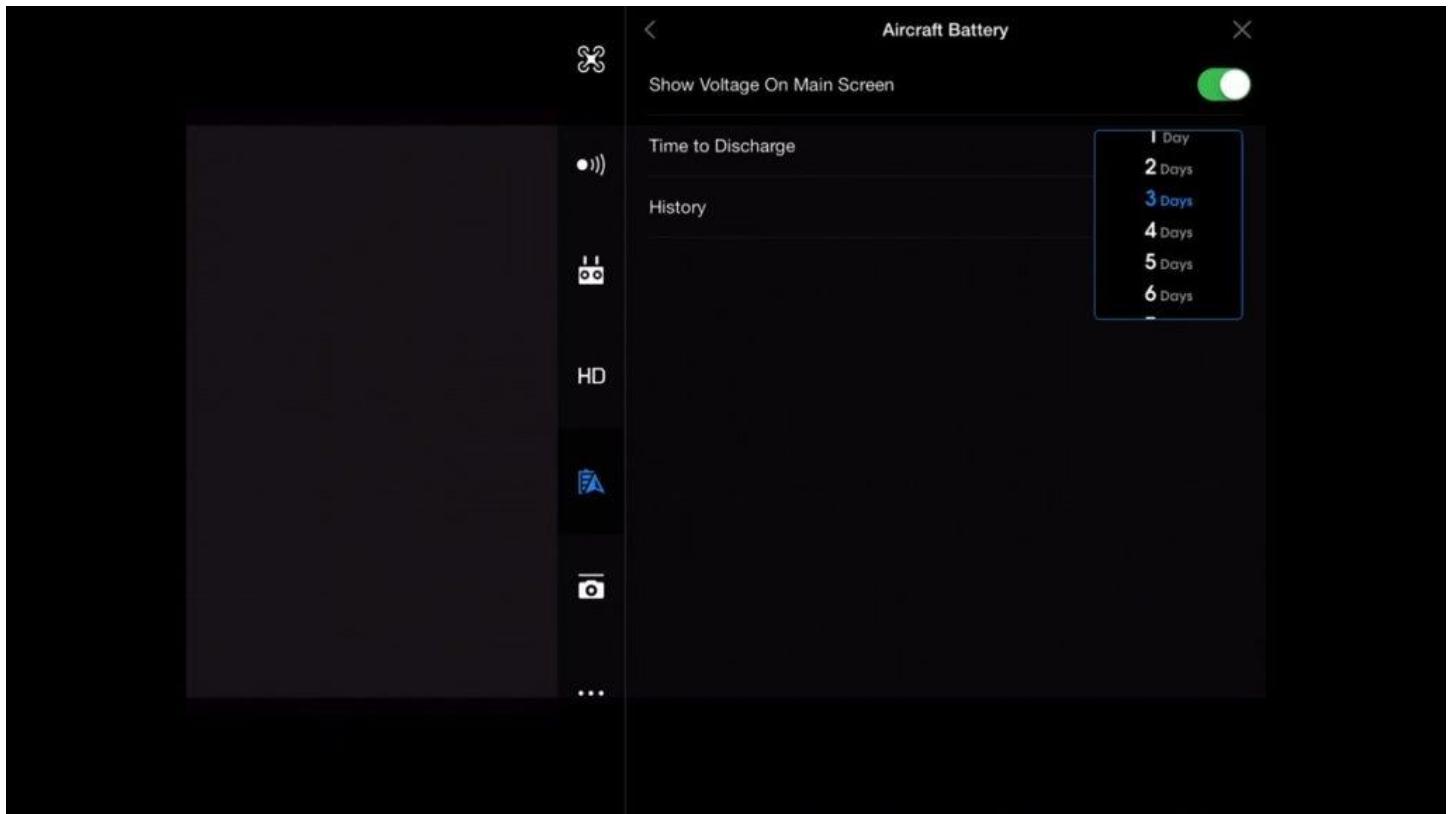 Aircraft Battery
Show Voltage On Main Screen
Time to Discharge
1 Day
2 Days
3 Days
History
4 Days
5 Days
6 Days
HD